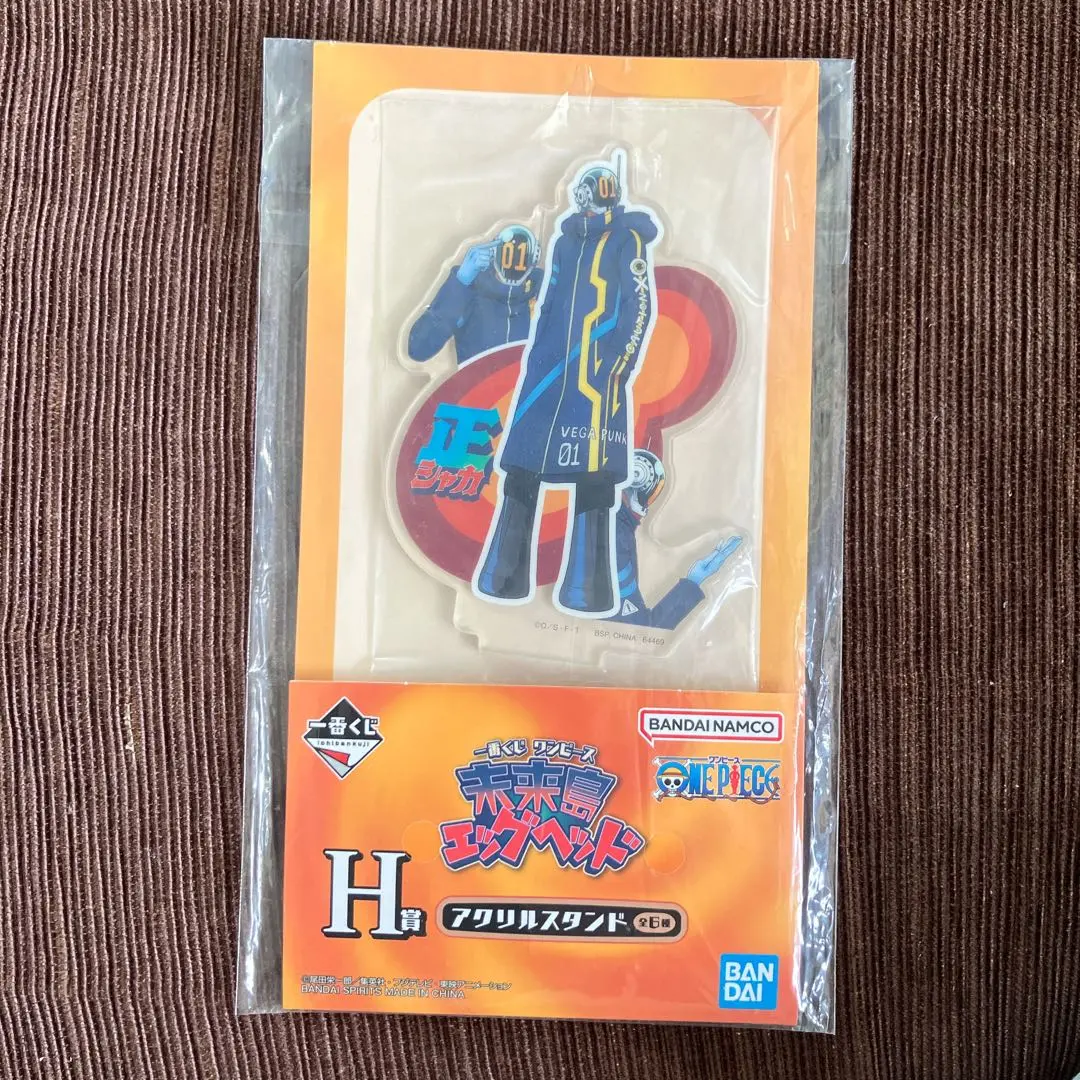 01
01
CAUTION
正
シャカ
VEGA PUNK
01
©O/S・F・T BSP, CHINA 64469
一番くじ
ichibankuji
BANDAI NAMCO
一番くじ ワンピース
未来島
エッグヘッド
ワンピース
ONE PIECE
H賞
アクリルスタンド 全6種
©尾田栄一郎/集英社・フジテレビ・東映アニメーション
BANDAI SPIRITS MADE IN CHINA
BAN
DAI